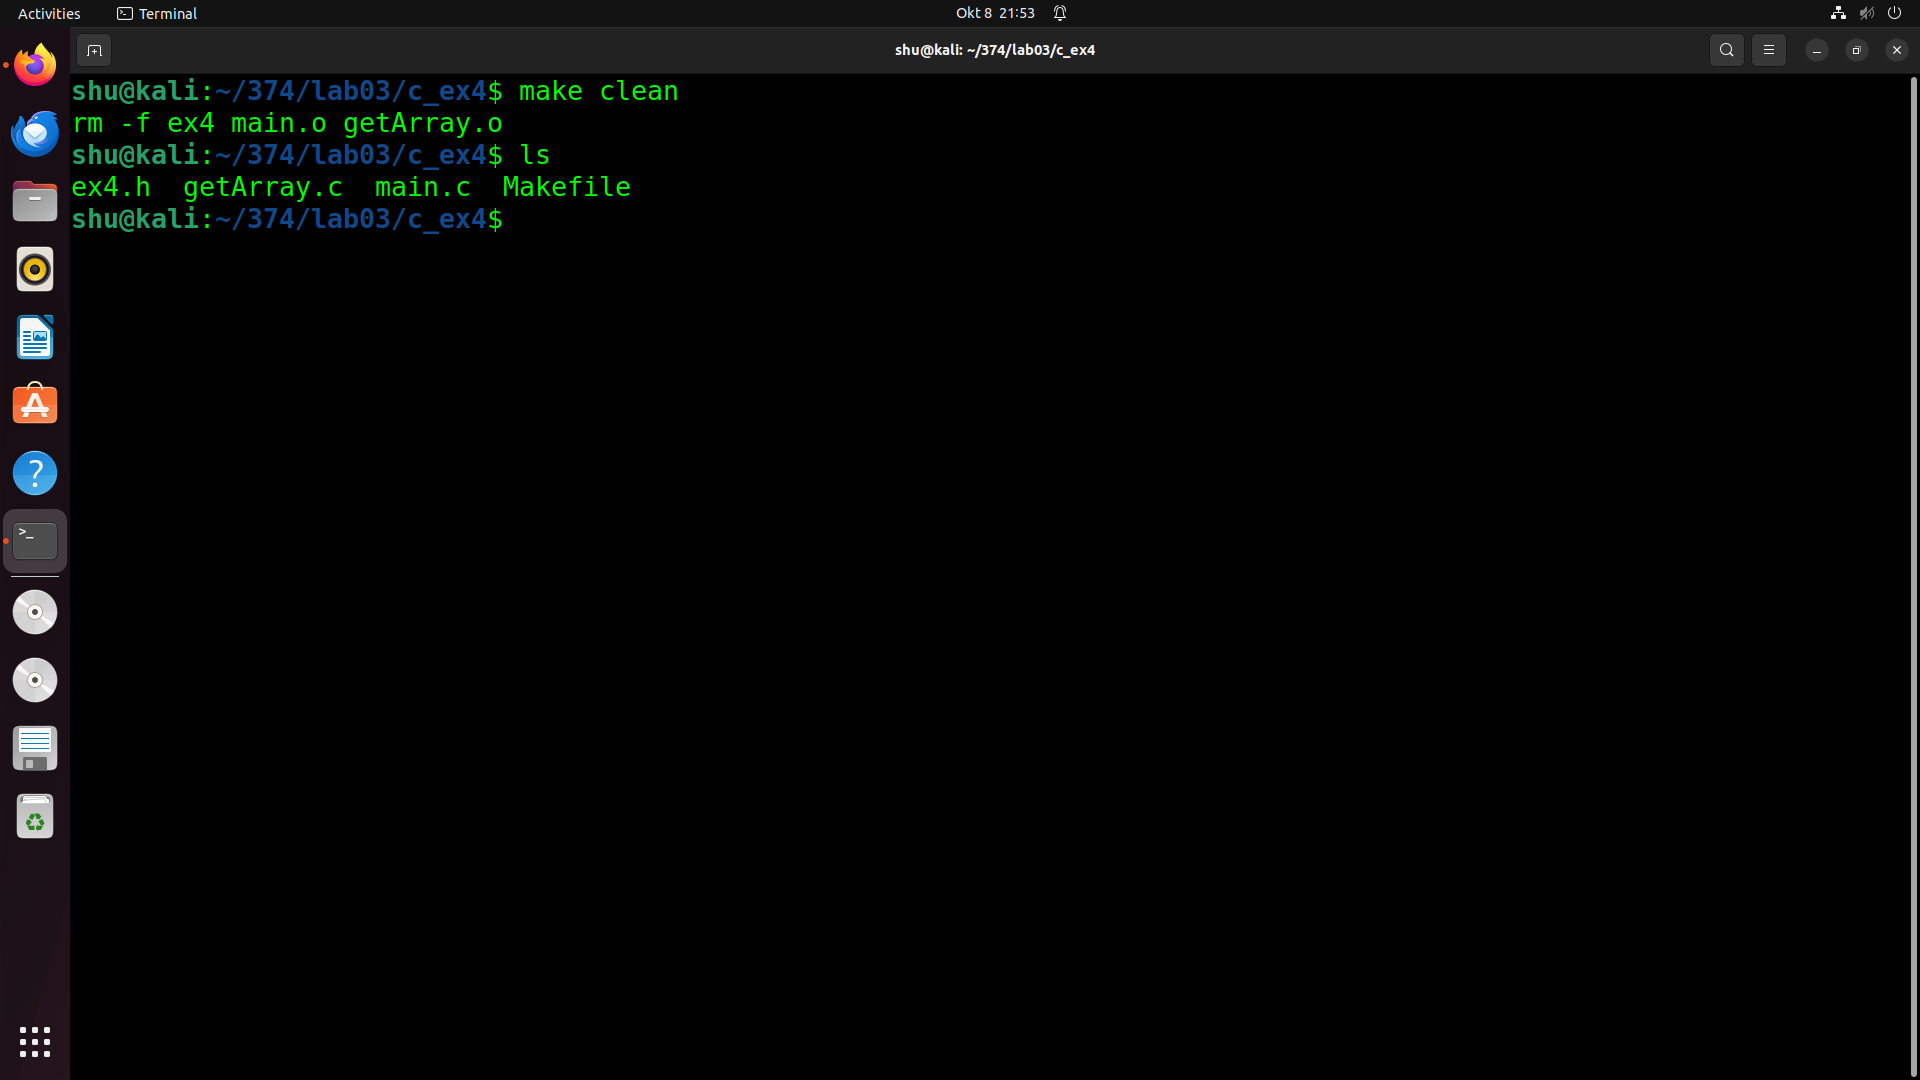 Activities Terminal Okt 8 21:53
shu@kali: ~/374/lab03/c_ex4
shu@kali:~/374/lab03/c_ex4$ make clean
rm -f ex4 main.o getArray.o
shu@kali:~/374/lab03/c_ex4$ ls
ex4.h  getArray.c  main.c  Makefile
shu@kali:~/374/lab03/c_ex4$